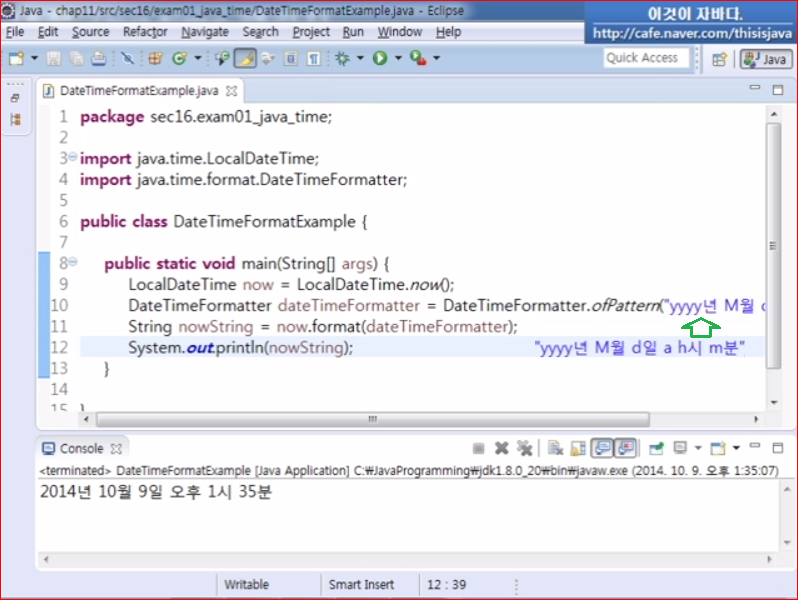 Java - chap11/src/sec16/exam01_java_time/DateTimeFormatExample.java - Eclipse
이것이 자바다.
http://cafe.naver.com/thisisjava
File Edit Source Refactor Navigate Search Project Run Window Help
Quick Access
Java
DateTimeFormatExample.java
1 package sec16.exam01_java_time;
2
3 import java.time.LocalDateTime;
4 import java.time.format.DateTimeFormatter;
5
6 public class DateTimeFormatExample {
7
8 public static void main(String[] args) {
9 LocalDateTime now = LocalDateTime.now();
10 DateTimeFormatter dateTimeFormatter = DateTimeFormatter.ofPattern("yyyy년 M월 d
11 String nowString = now.format(dateTimeFormatter);
12 System.out.println(nowString); "yyyy년 M월 d일 a h시 m분"
13 }
14
15 }
Console
<terminated> DateTimeFormatExample [Java Application] C:₩JavaProgramming₩jdk1.8.0_20₩bin₩javaw.exe (2014. 10. 9. 오후 1:35:07)
2014년 10월 9일 오후 1시 35분
Writable Smart Insert 12 : 39